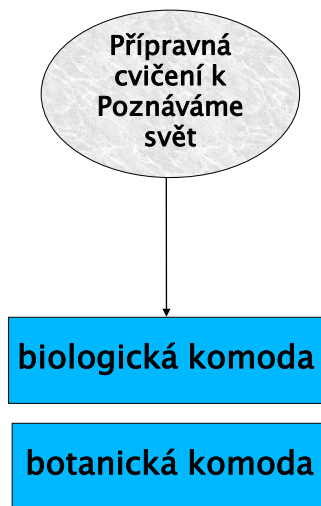 Přípravná
cvičení k
Poznáváme
svět
biologická komoda
botanická komoda